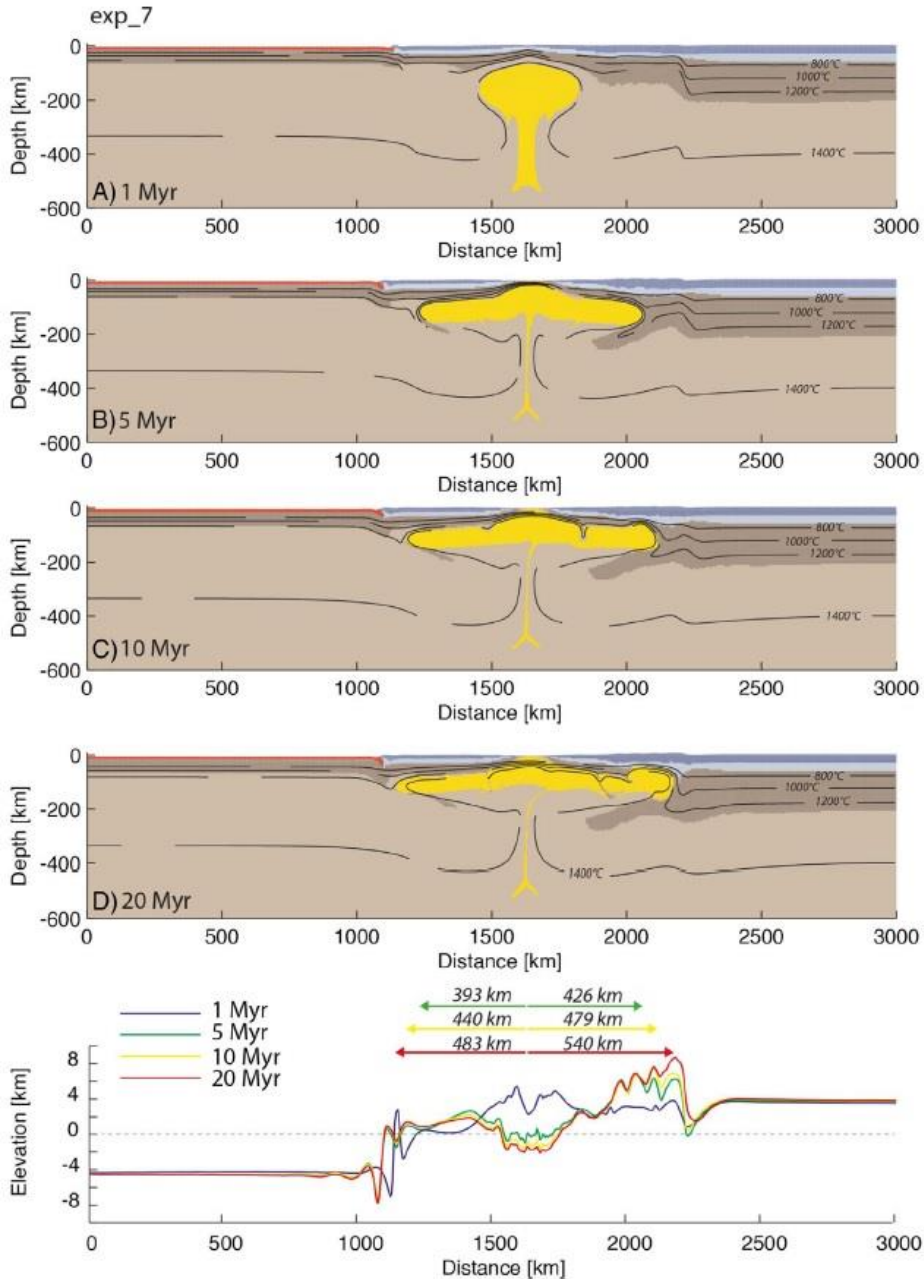 exp_7
0
-200
-400
-600
Depth [km]
800°C
1000°C
1200°C
1400°C
A) 1 Myr
0 500 1000 1500 2000 2500 3000
Distance [km]
0
-200
-400
-600
Depth [km]
800°C
1000°C
1200°C
1400°C
B) 5 Myr
0 500 1000 1500 2000 2500 3000
Distance [km]
0
-200
-400
-600
Depth [km]
800°C
1000°C
1200°C
1400°C
C) 10 Myr
0 500 1000 1500 2000 2500 3000
Distance [km]
0
-200
-400
-600
Depth [km]
800°C
1000°C
1200°C
1400°C
D) 20 Myr
0 500 1000 1500 2000 2500 3000
Distance [km]
1 Myr
5 Myr
10 Myr
20 Myr
393 km 426 km
440 km 479 km
483 km 540 km
8
4
0
-4
-8
Elevation [km]
0 500 1000 1500 2000 2500 3000
Distance [km]